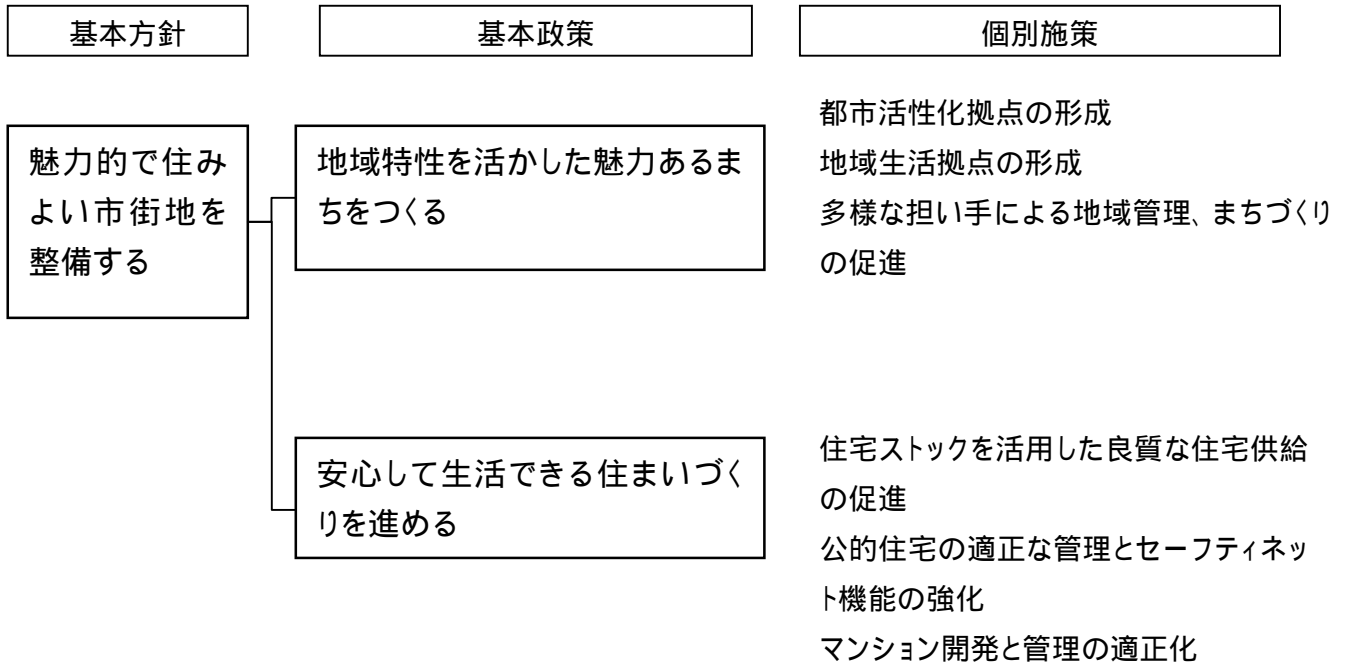 基本方針
基本政策
個別施策
魅力的で住み
よい市街地を
整備する
地域特性を活かした魅力あるま
ちをつくる
都市活性化拠点の形成
地域生活拠点の形成
多様な担い手による地域管理、まちづくり
の促進
安心して生活できる住まいづく
りを進める
住宅ストックを活用した良質な住宅供給
の促進
公的住宅の適正な管理とセーフティネッ
ト機能の強化
マンション開発と管理の適正化